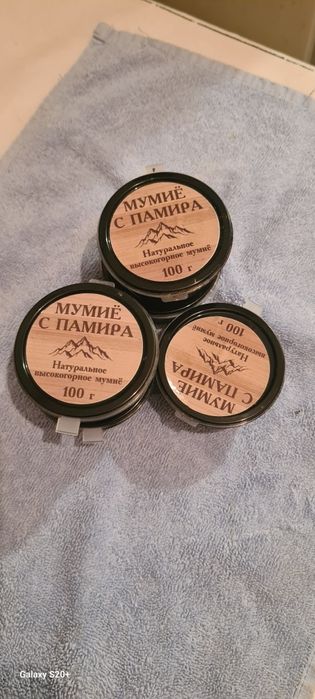 МУМИЁ
С ПАМИРА
Натуральное
высокогорное мумиё
100 г
МУМИЁ
С ПАМИРА
Натуральное
высокогорное мумиё
100 г
МУМИЁ
С ПАМИРА
Натуральное
высокогорное мумиё
100 г
Galaxy S20+